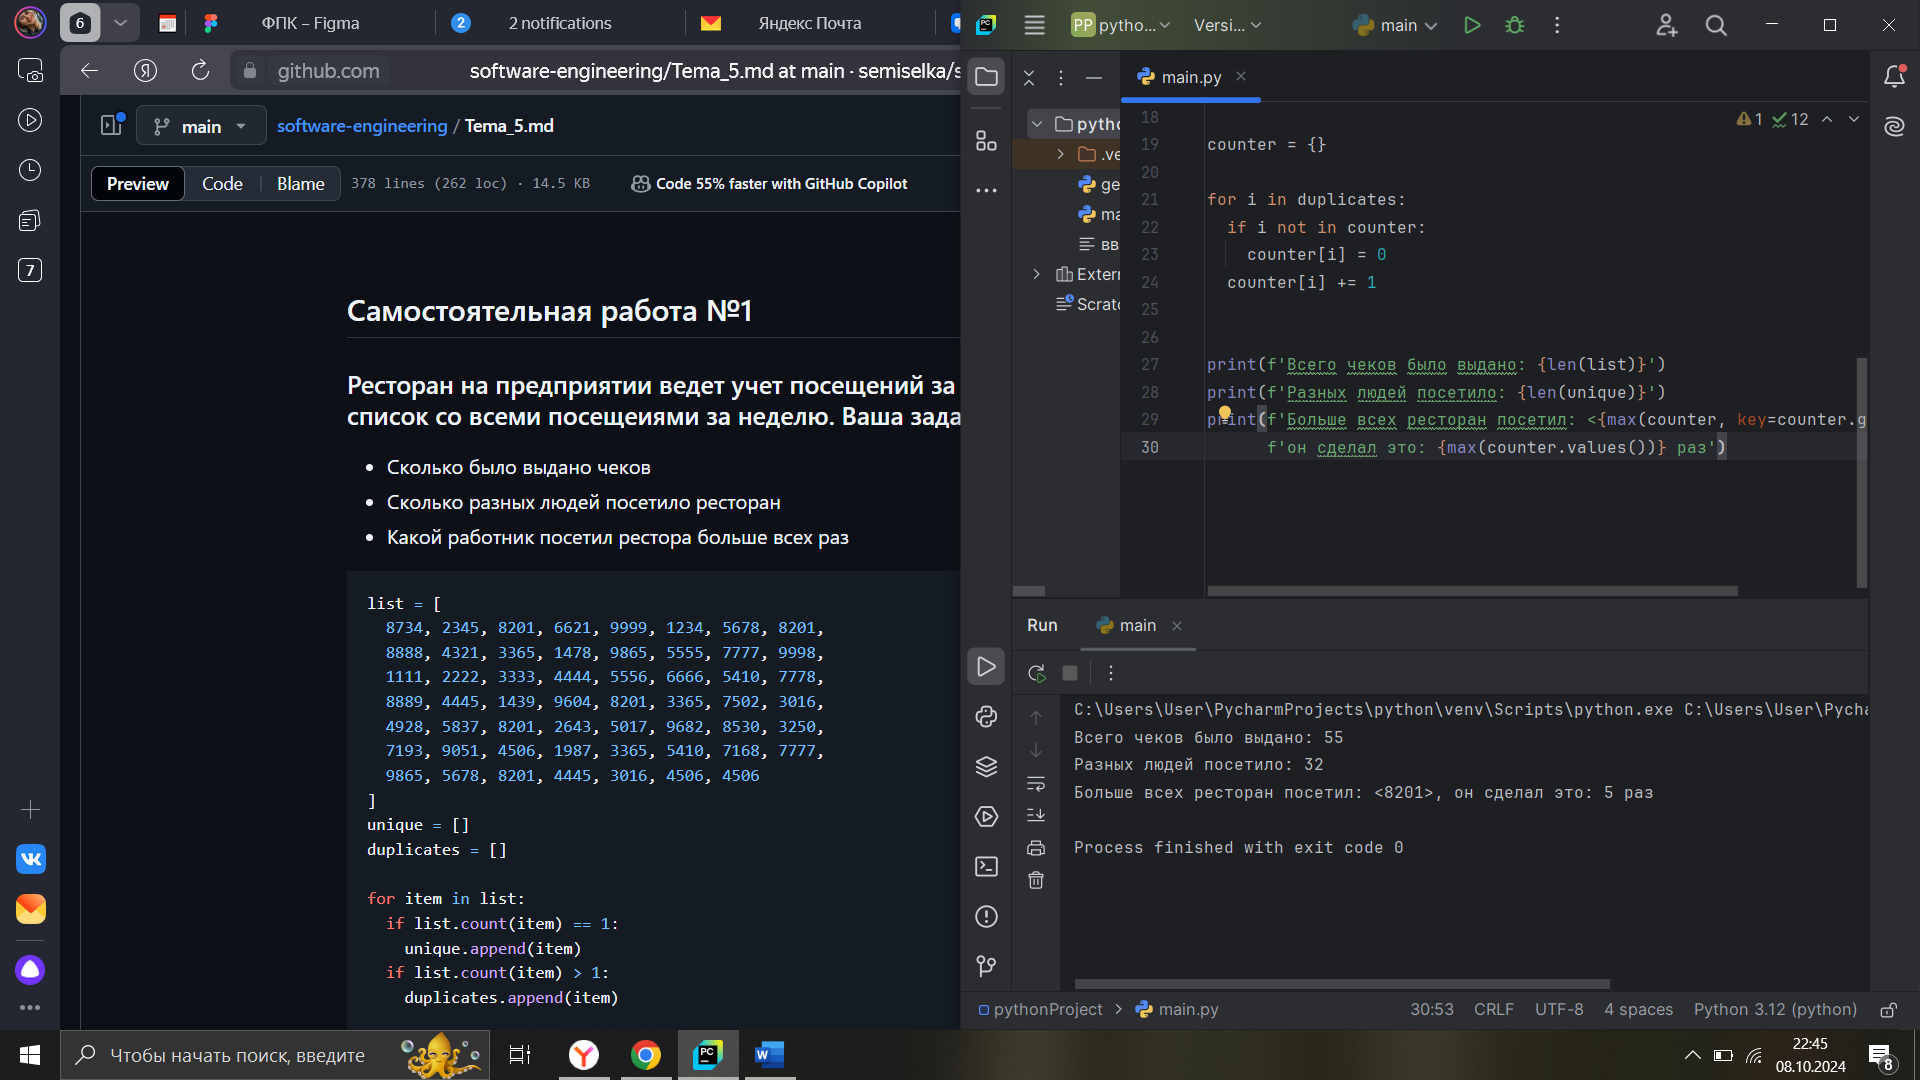 6
ФПК – Figma
2
2 notifications
Яндекс Почта
github.com
software-engineering/Tema_5.md at main · semiselka/s
7
main
software-engineering / Tema_5.md
Preview
Code
Blame
378 lines (262 loc) · 14.5 KB
Code 55% faster with GitHub Copilot
Самостоятельная работа №1
Ресторан на предприятии ведет учет посещений за
список со всеми посещеиями за неделю. Ваша зада
Сколько было выдано чеков
Сколько разных людей посетило ресторан
Какой работник посетил рестора больше всех раз
list = [
8734, 2345, 8201, 6621, 9999, 1234, 5678, 8201,
8888, 4321, 3365, 1478, 9865, 5555, 7777, 9998,
1111, 2222, 3333, 4444, 5556, 6666, 5410, 7778,
8889, 4445, 1439, 9604, 8201, 3365, 7502, 3016,
4928, 5837, 8201, 2643, 5017, 9682, 8530, 3250,
7193, 9051, 4506, 1987, 3365, 5410, 7168, 7777,
9865, 5678, 8201, 4445, 3016, 4506, 4506
]
unique = []
duplicates = []
for item in list:
if list.count(item) == 1:
unique.append(item)
if list.count(item) > 1:
duplicates.append(item)
PC
PP pytho...
Versi...
main
main.py
pytho
.ve
ge
ma
вв
Extern
Scratc
1
12
18
19 counter = {}
20
21 for i in duplicates:
22 if i not in counter:
23 counter[i] = 0
24 counter[i] += 1
25
26
27 print(f'Всего чеков было выдано: {len(list)}')
28 print(f'Разных людей посетило: {len(unique)}')
29 print(f'Больше всех ресторан посетил: <{max(counter, key=counter.g
30 f'он сделал это: {max(counter.values())} раз')
Run
main
C:\Users\User\PycharmProjects\python\venv\Scripts\python.exe C:\Users\User\Pycha
Всего чеков было выдано: 55
Разных людей посетило: 32
Больше всех ресторан посетил: <8201>, он сделал это: 5 раз
Process finished with exit code 0
pythonProject > main.py
30:53
CRLF
UTF-8
4 spaces
Python 3.12 (python)
Чтобы начать поиск, введите
PC
W
22:45
08.10.2024
8